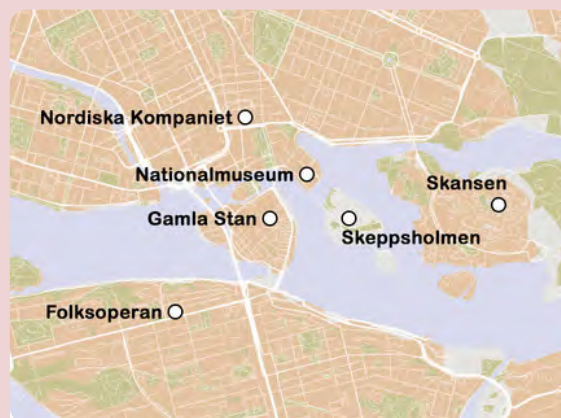 Nordiska Kompaniet
Nationalmuseum
Skansen
Gamla Stan
Skeppsholmen
Folksoperan